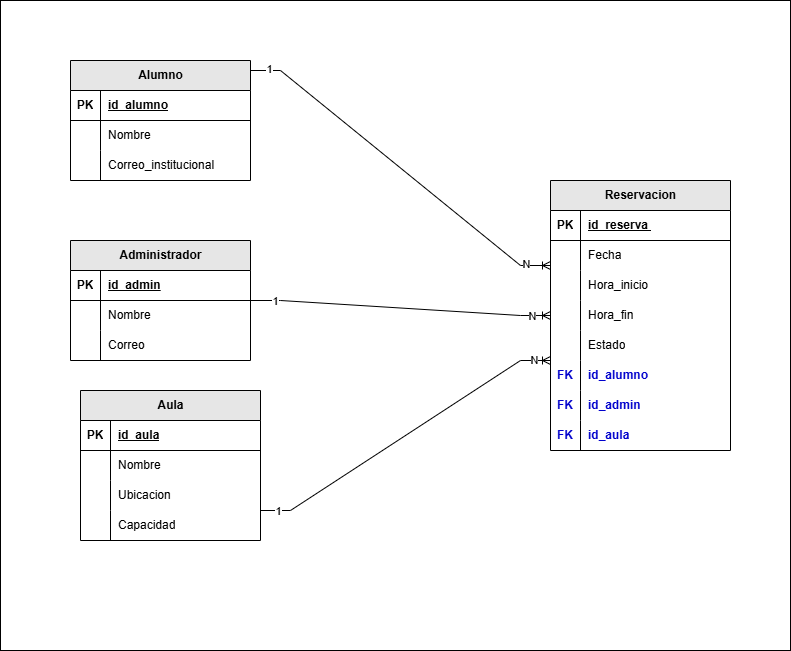 Alumno
PK id_alumno
Nombre
Correo_institucional
1
Administrador
PK id_admin
Nombre
Correo
1
Aula
PK id_aula
Nombre
Ubicacion
Capacidad
1
N
N
N
Reservacion
PK id_reserva
Fecha
Hora_inicio
Hora_fin
Estado
FK id_alumno
FK id_admin
FK id_aula